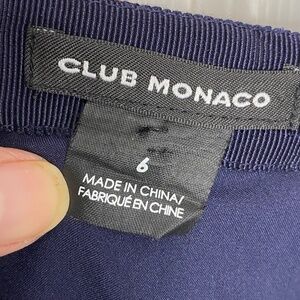 CLUB MONACO
6
MADE IN CHINA/
FABRIQUÉ EN CHINE